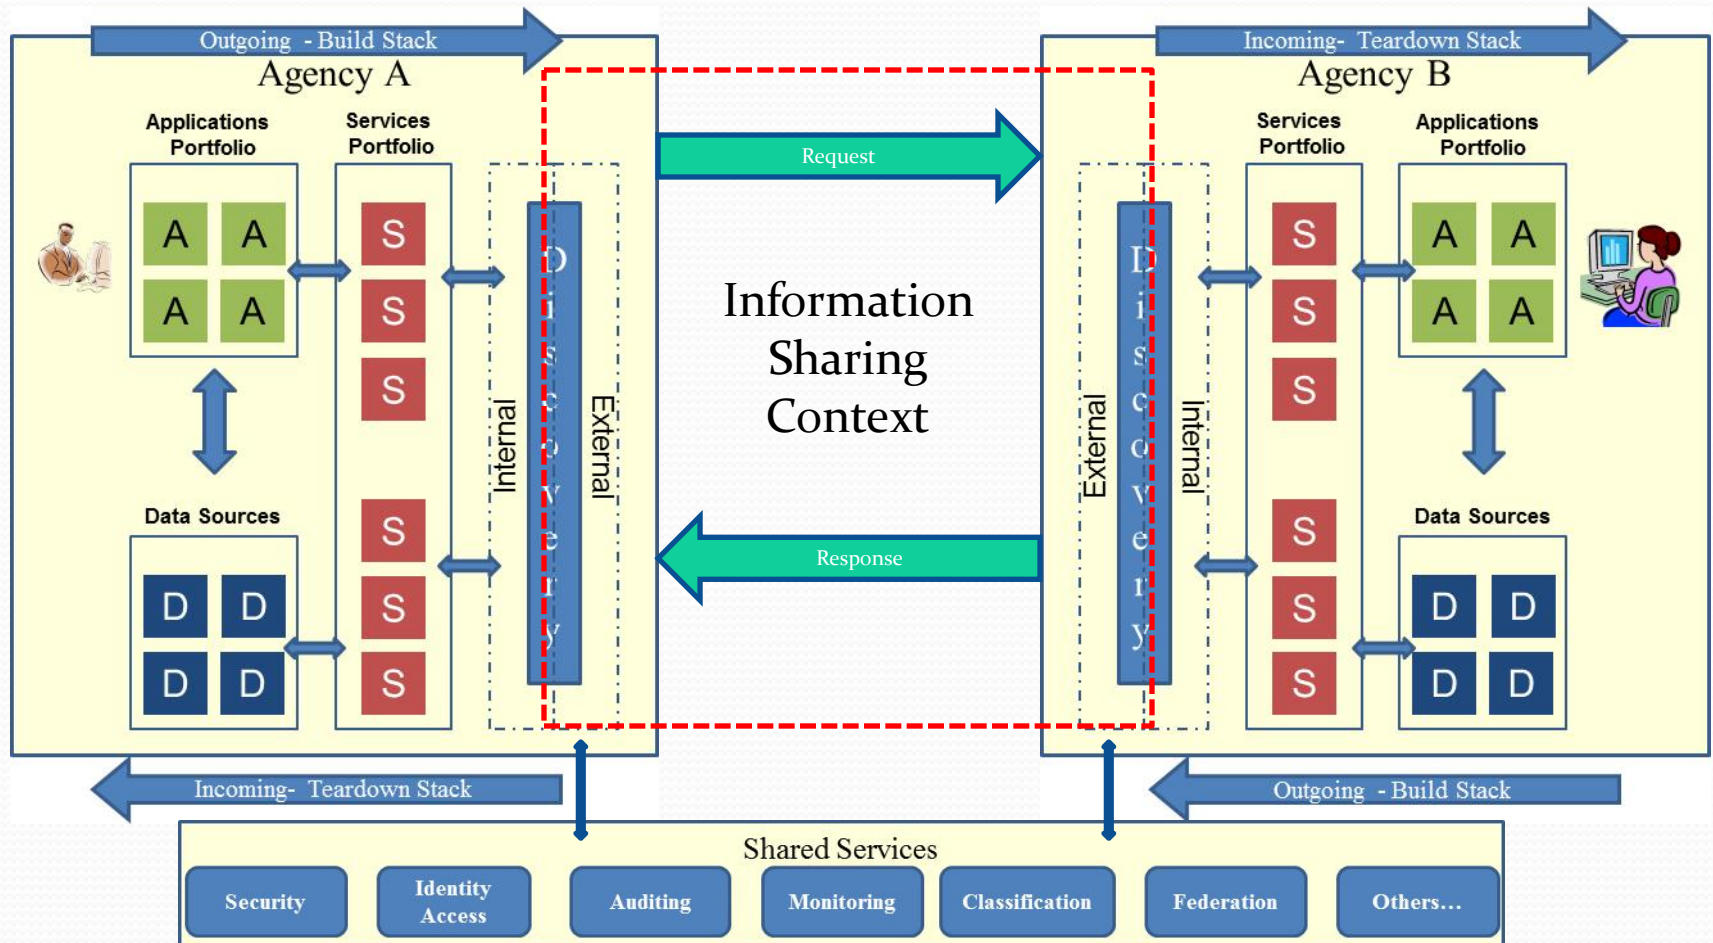 Outgoing - Build Stack
Agency A
Applications
Portfolio
Services
Portfolio
A A
A A
S
S
S
S
S
S
Data Sources
D D
D D
Internal
Discovery
External
Incoming- Teardown Stack
Request
Information
Sharing
Context
Response
Incoming- Teardown Stack
Agency B
Services
Portfolio
Applications
Portfolio
External
Discovery
Internal
S
S
S
S
S
S
A A
A A
Data Sources
D D
D D
Outgoing - Build Stack
Shared Services
Security
Identity
Access
Auditing
Monitoring
Classification
Federation
Others...